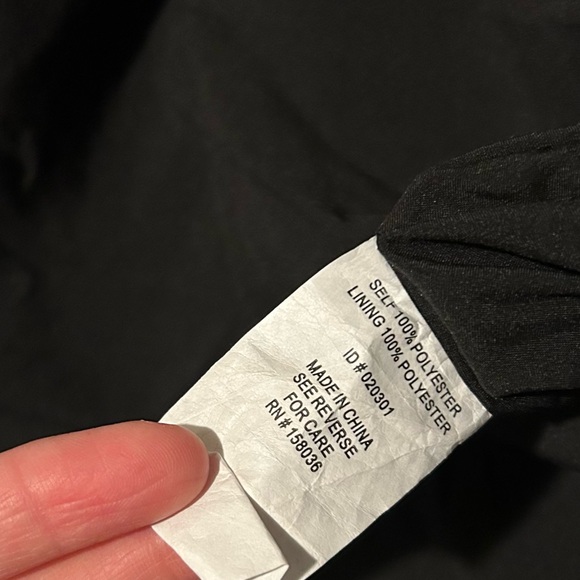 SELF 100% POLYESTER
LINING 100% POLYESTER
ID # 020301
MADE IN CHINA
SEE REVERSE
FOR CARE
RN# 158036